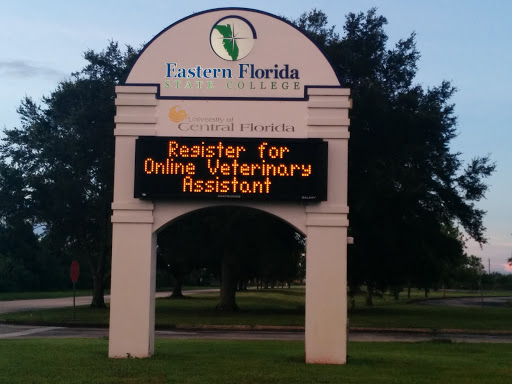 Eastern Florida
STATE COLLEGE
University of
Central Florida
Register for
Online Veterinary
Assistant